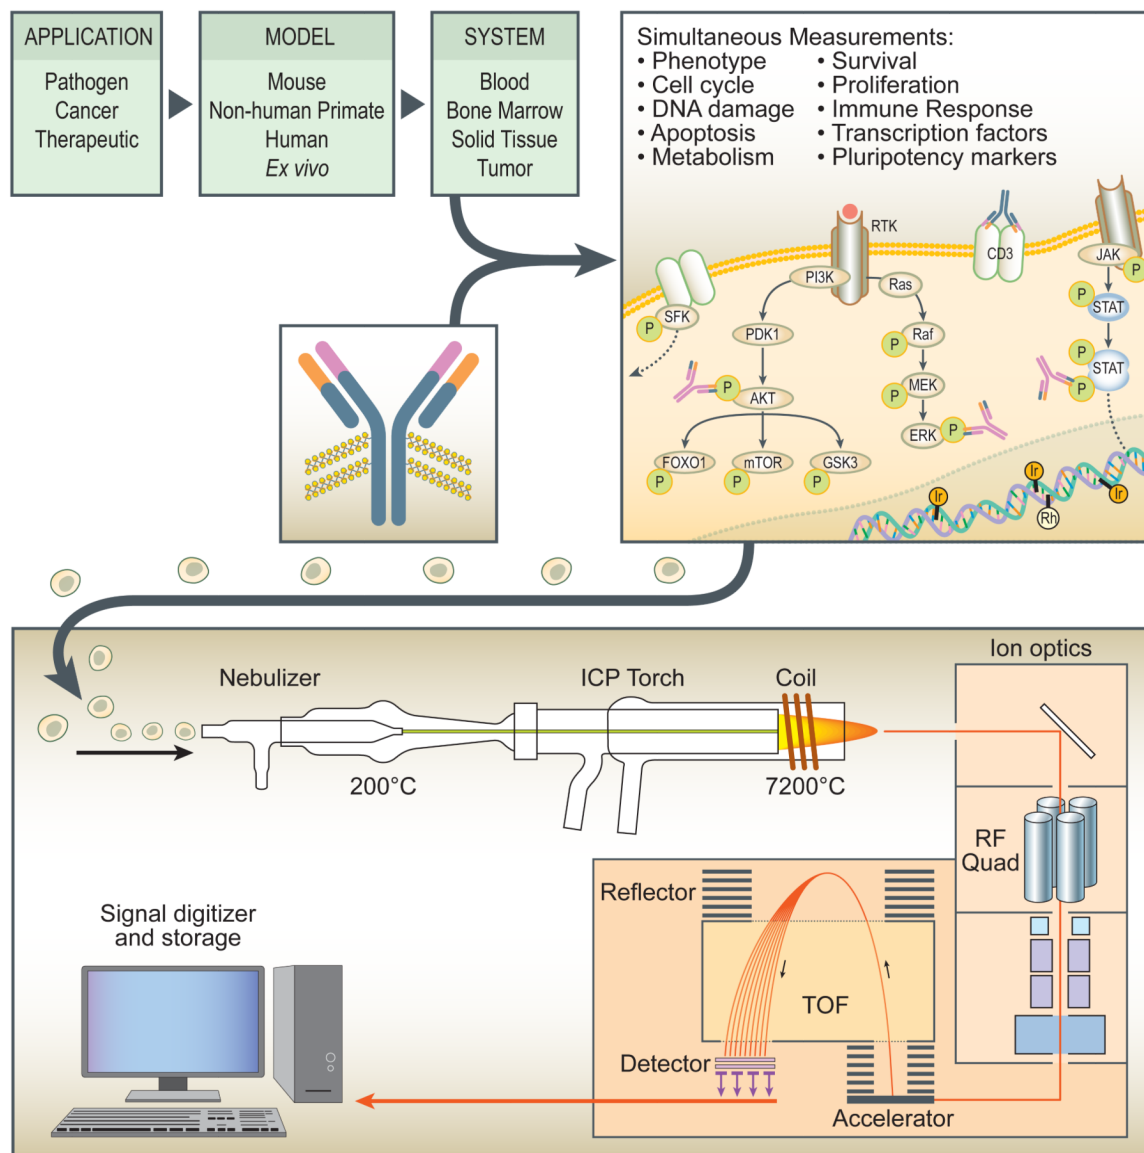 APPLICATION
Pathogen
Cancer
Therapeutic
MODEL
Mouse
Non-human Primate
Human
Ex vivo
SYSTEM
Blood
Bone Marrow
Solid Tissue
Tumor
Simultaneous Measurements:
• Phenotype
• Cell cycle
• DNA damage
• Apoptosis
• Metabolism
• Survival
• Proliferation
• Immune Response
• Transcription factors
• Pluripotency markers
RTK
CD3
JAK
P
PI3K
Ras
P
STAT
SFK
P
PDK1
P
Raf
P
STAT
P
P
AKT
P
MEK
ERK
P
FOXO1
mTOR
GSK3
P
P
P
Ir
Ir
Ir
Rh
Nebulizer
ICP Torch
Coil
Ion optics
200°C
7200°C
RF
Quad
Reflector
TOF
Detector
Accelerator
Signal digitizer
and storage